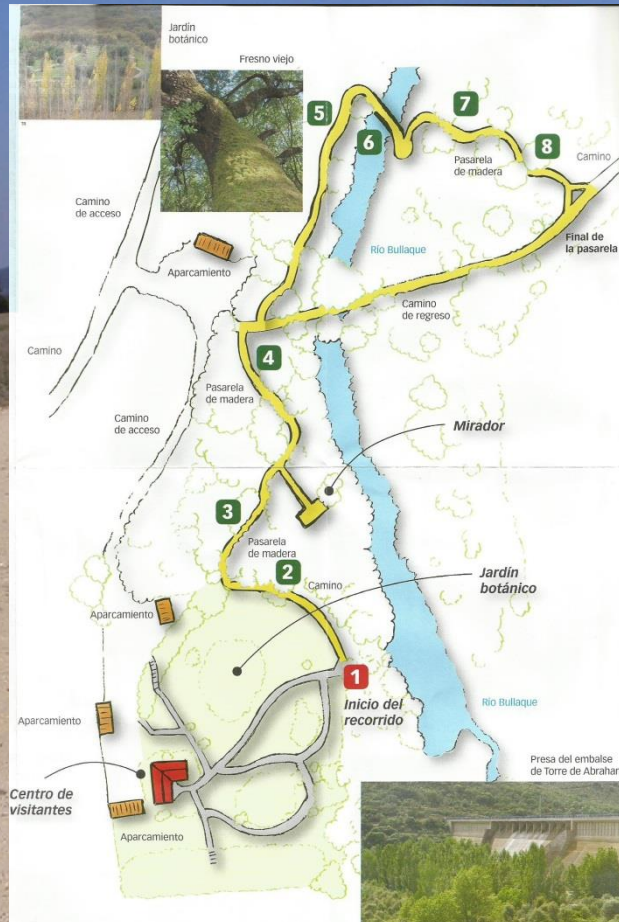 Jardín
botánico
Fresno viejo
5
6
7
8
Pasarela
de madera
Camino
Camino
de acceso
Río Bullaque
Final de
la pasarela
Aparcamiento
Camino
de regreso
Camino
4
Pasarela
de madera
Camino
de acceso
Mirador
3
Pasarela
de madera
2
Camino
Jardín
botánico
Aparcamiento
1
Inicio del
recorrido
Río Bullaque
Aparcamiento
Centro de
visitantes
Aparcamiento
Presa del embalse
de Torre de Abraham